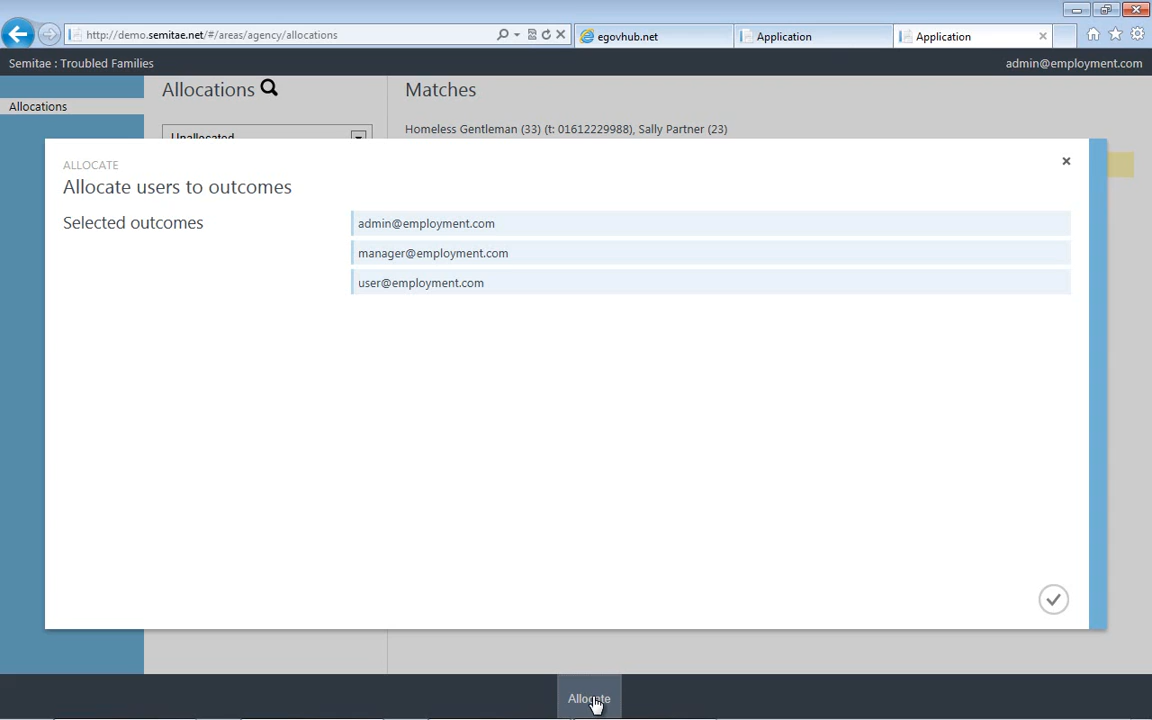 http://demo.semitae.net/#/areas/agency/allocations
egovhub.net
Application
Application
Semitae : Troubled Families
admin@employment.com
Allocations
Allocations
Matches
Unallocated
Homeless Gentleman (33) (t: 01612229988), Sally Partner (23)
ALLOCATE
Allocate users to outcomes
Selected outcomes
admin@employment.com
manager@employment.com
user@employment.com
Allocate